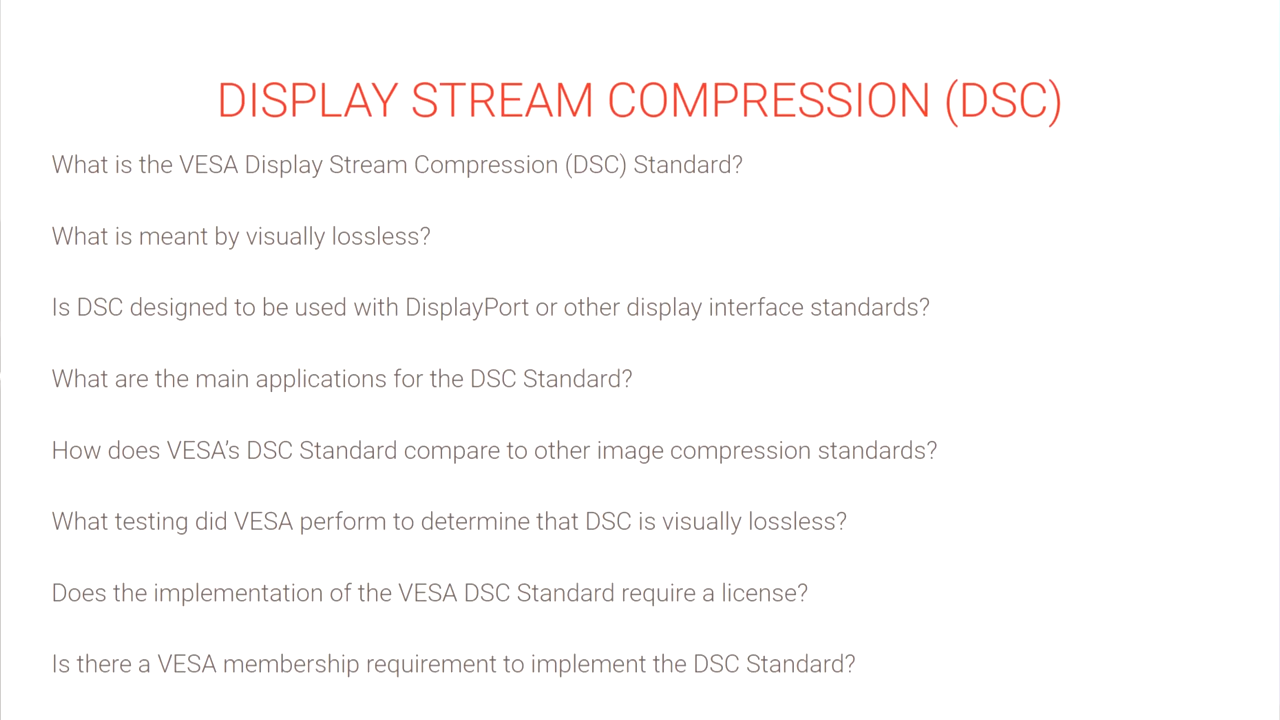 DISPLAY STREAM COMPRESSION (DSC)
What is the VESA Display Stream Compression (DSC) Standard?
What is meant by visually lossless?
Is DSC designed to be used with DisplayPort or other display interface standards?
What are the main applications for the DSC Standard?
How does VESA’s DSC Standard compare to other image compression standards?
What testing did VESA perform to determine that DSC is visually lossless?
Does the implementation of the VESA DSC Standard require a license?
Is there a VESA membership requirement to implement the DSC Standard?